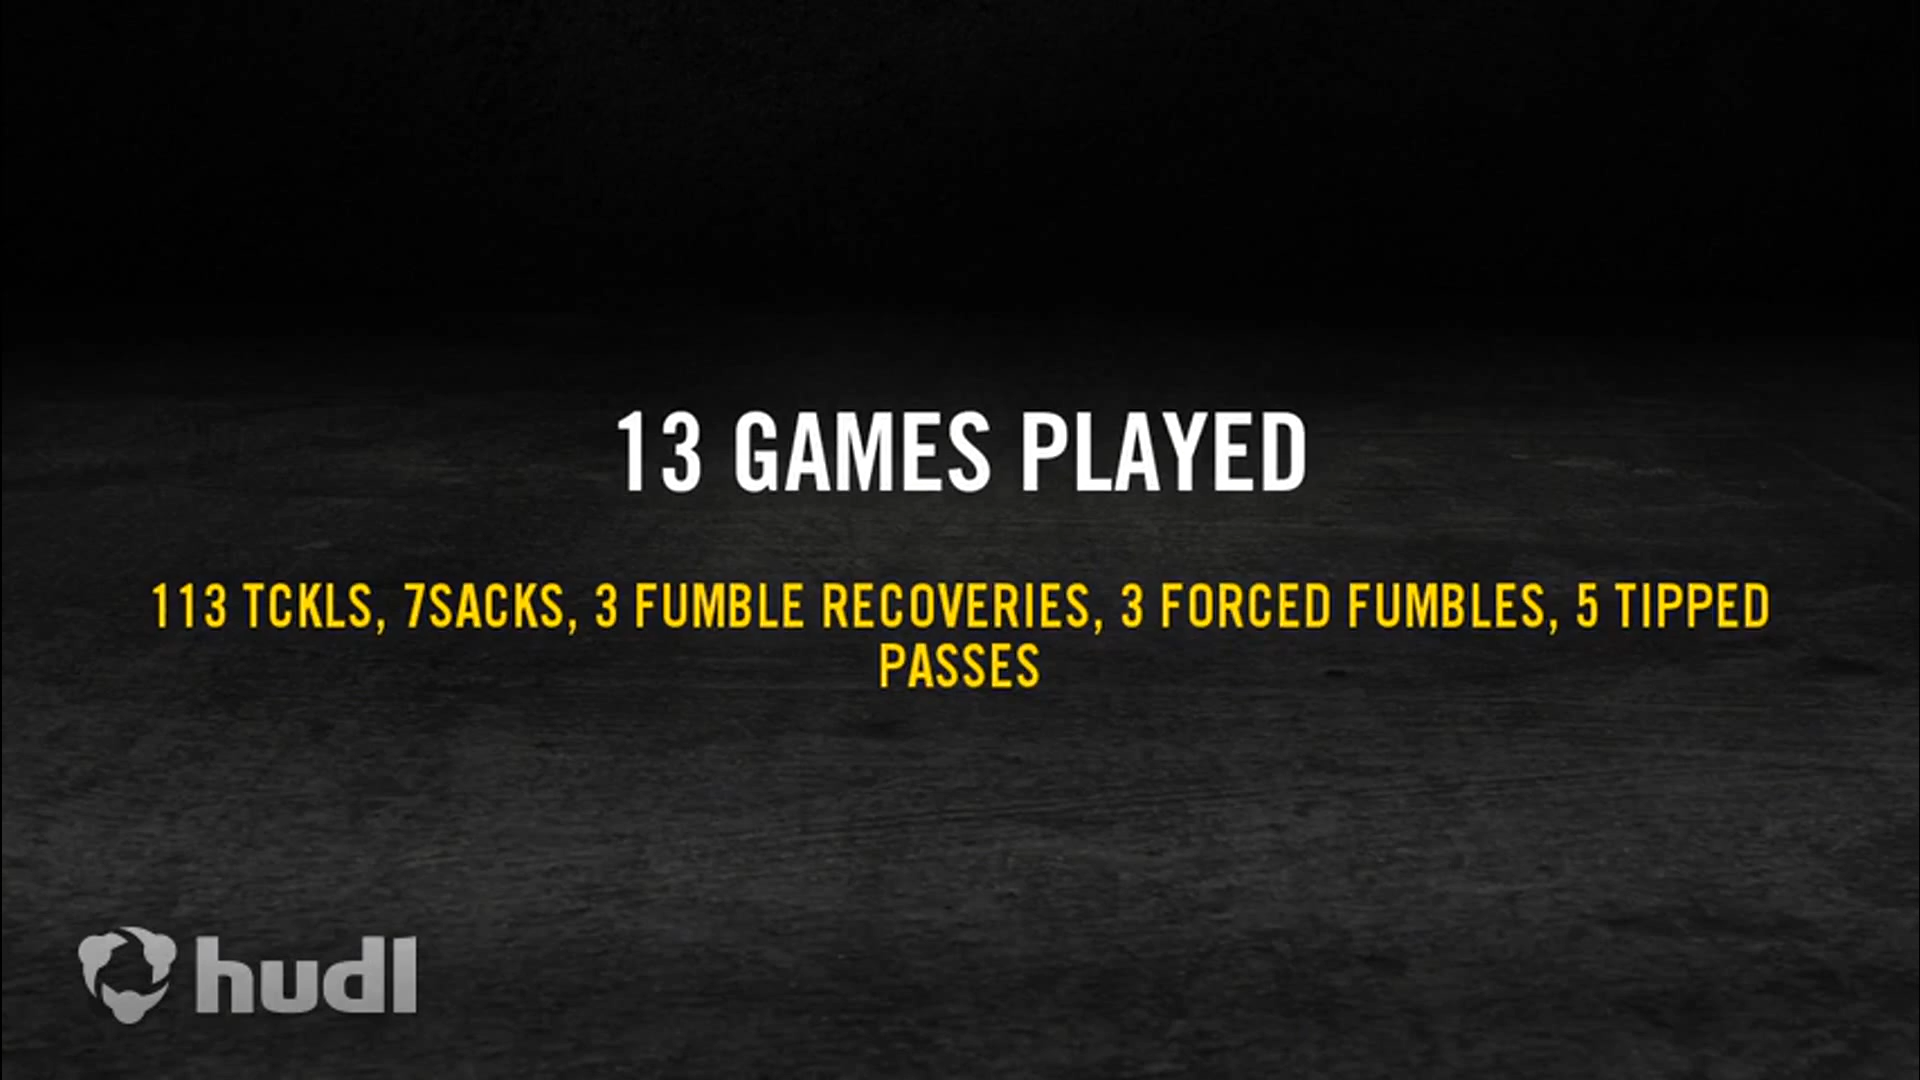 13 GAMES PLAYED
113 TCKLS, 7SACKS, 3 FUMBLE RECOVERIES, 3 FORCED FUMBLES, 5 TIPPED
PASSES
hudl